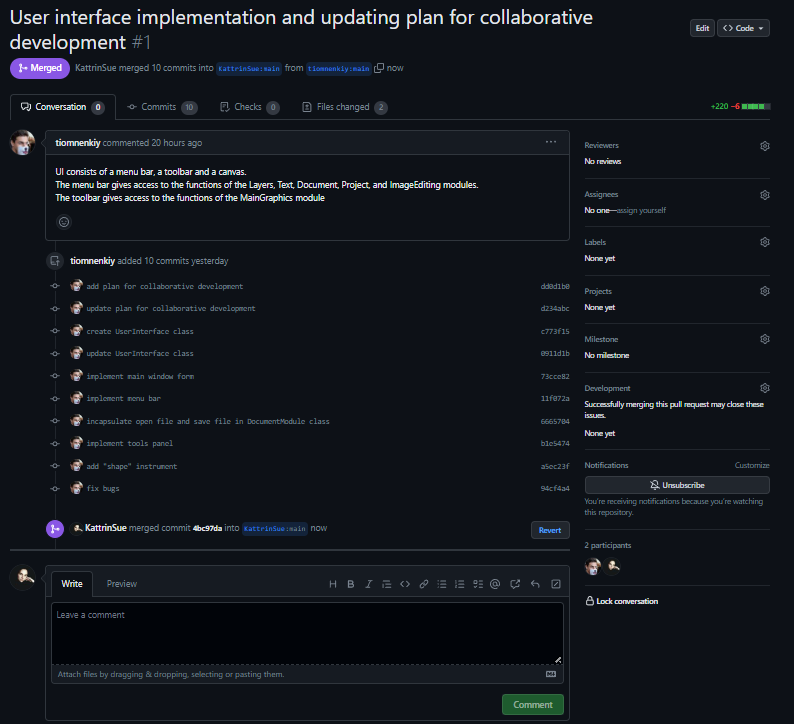 User interface implementation and updating plan for collaborative
development #1
Edit
Code
Merged
KattrinSue merged 10 commits into KattrinSue:main from tiomnenkiy:main now
Conversation 0
Commits 10
Checks 0
Files changed 2
+220 −6
tiomnenkiy commented 20 hours ago
UI consists of a menu bar, a toolbar and a canvas.
The menu bar gives access to the functions of the Layers, Text, Document, Project, and ImageEditing modules.
The toolbar gives access to the functions of the MainGraphics module
tiomnenkiy added 10 commits yesterday
add plan for collaborative development dd0d1b0
update plan for collaborative development d234abc
create UserInterface class c773f15
update UserInterface class 0911d1b
implement main window form 73cce82
implement menu bar 11f072a
incapsulate open file and save file in DocumentModule class 6665704
implement tools panel b1e5474
add "shape" instrument a5ec23f
fix bugs 94cf4a4
KattrinSue merged commit 4bc97da into KattrinSue:main now
Revert
Write
Preview
Leave a comment
Attach files by dragging & dropping, selecting or pasting them.
Comment
Reviewers
No reviews
Assignees
No one—assign yourself
Labels
None yet
Projects
None yet
Milestone
No milestone
Development
Successfully merging this pull request may close these
issues.
None yet
Notifications
Customize
Unsubscribe
You're receiving notifications because you're watching
this repository.
2 participants
Lock conversation